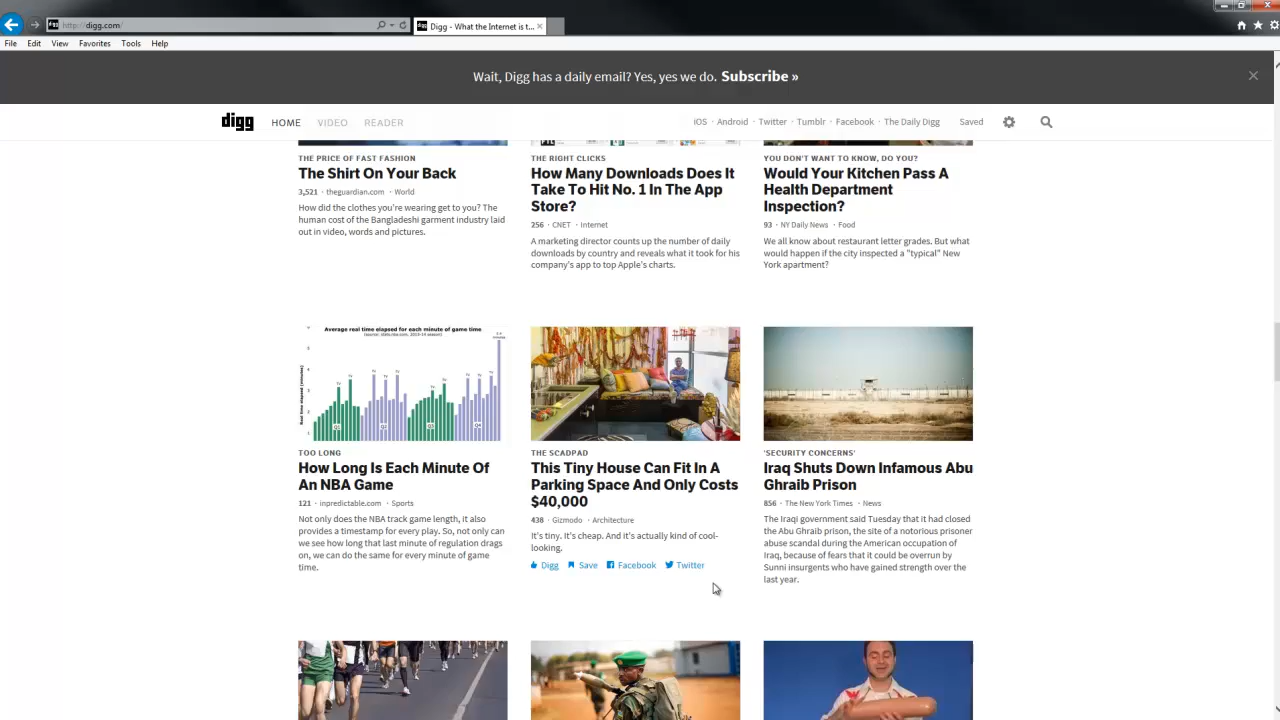 http://digg.com/
Digg - What the Internet is t...
File Edit View Favorites Tools Help
Wait, Digg has a daily email? Yes, yes we do. Subscribe »
digg HOME VIDEO READER
iOS · Android · Twitter · Tumblr · Facebook · The Daily Digg Saved
THE PRICE OF FAST FASHION
The Shirt On Your Back
3,521 · theguardian.com · World
How did the clothes you're wearing get to you? The
human cost of the Bangladeshi garment industry laid
out in video, words and pictures.
THE RIGHT CLICKS
How Many Downloads Does It
Take To Hit No. 1 In The App
Store?
256 · CNET · Internet
A marketing director counts up the number of daily
downloads by country and reveals what it took for his
company's app to top Apple's charts.
YOU DON'T WANT TO KNOW, DO YOU?
Would Your Kitchen Pass A
Health Department
Inspection?
93 · NY Daily News · Food
We all know about restaurant letter grades. But what
would happen if the city inspected a "typical" New
York apartment?
Average real time elapsed for each minute of game time
Real time elapsed (minutes)
Q1 Q2 Q3 Q4
TOO LONG
How Long Is Each Minute Of
An NBA Game
121 · inpredictable.com · Sports
Not only does the NBA track game length, it also
provides a timestamp for every play. So, not only can
we see how long that last minute of regulation drags
on, we can do the same for every minute of game
time.
THE SCADPAD
This Tiny House Can Fit In A
Parking Space And Only Costs
$40,000
438 · Gizmodo · Architecture
It's tiny. It's cheap. And it's actually kind of cool-
looking.
Digg Save Facebook Twitter
'SECURITY CONCERNS'
Iraq Shuts Down Infamous Abu
Ghraib Prison
856 · The New York Times · News
The Iraqi government said Tuesday that it had closed
the Abu Ghraib prison, the site of a notorious prisoner
abuse scandal during the American occupation of
Iraq, because of fears that it could be overrun by
Sunni insurgents who have gained strength over the
last year.